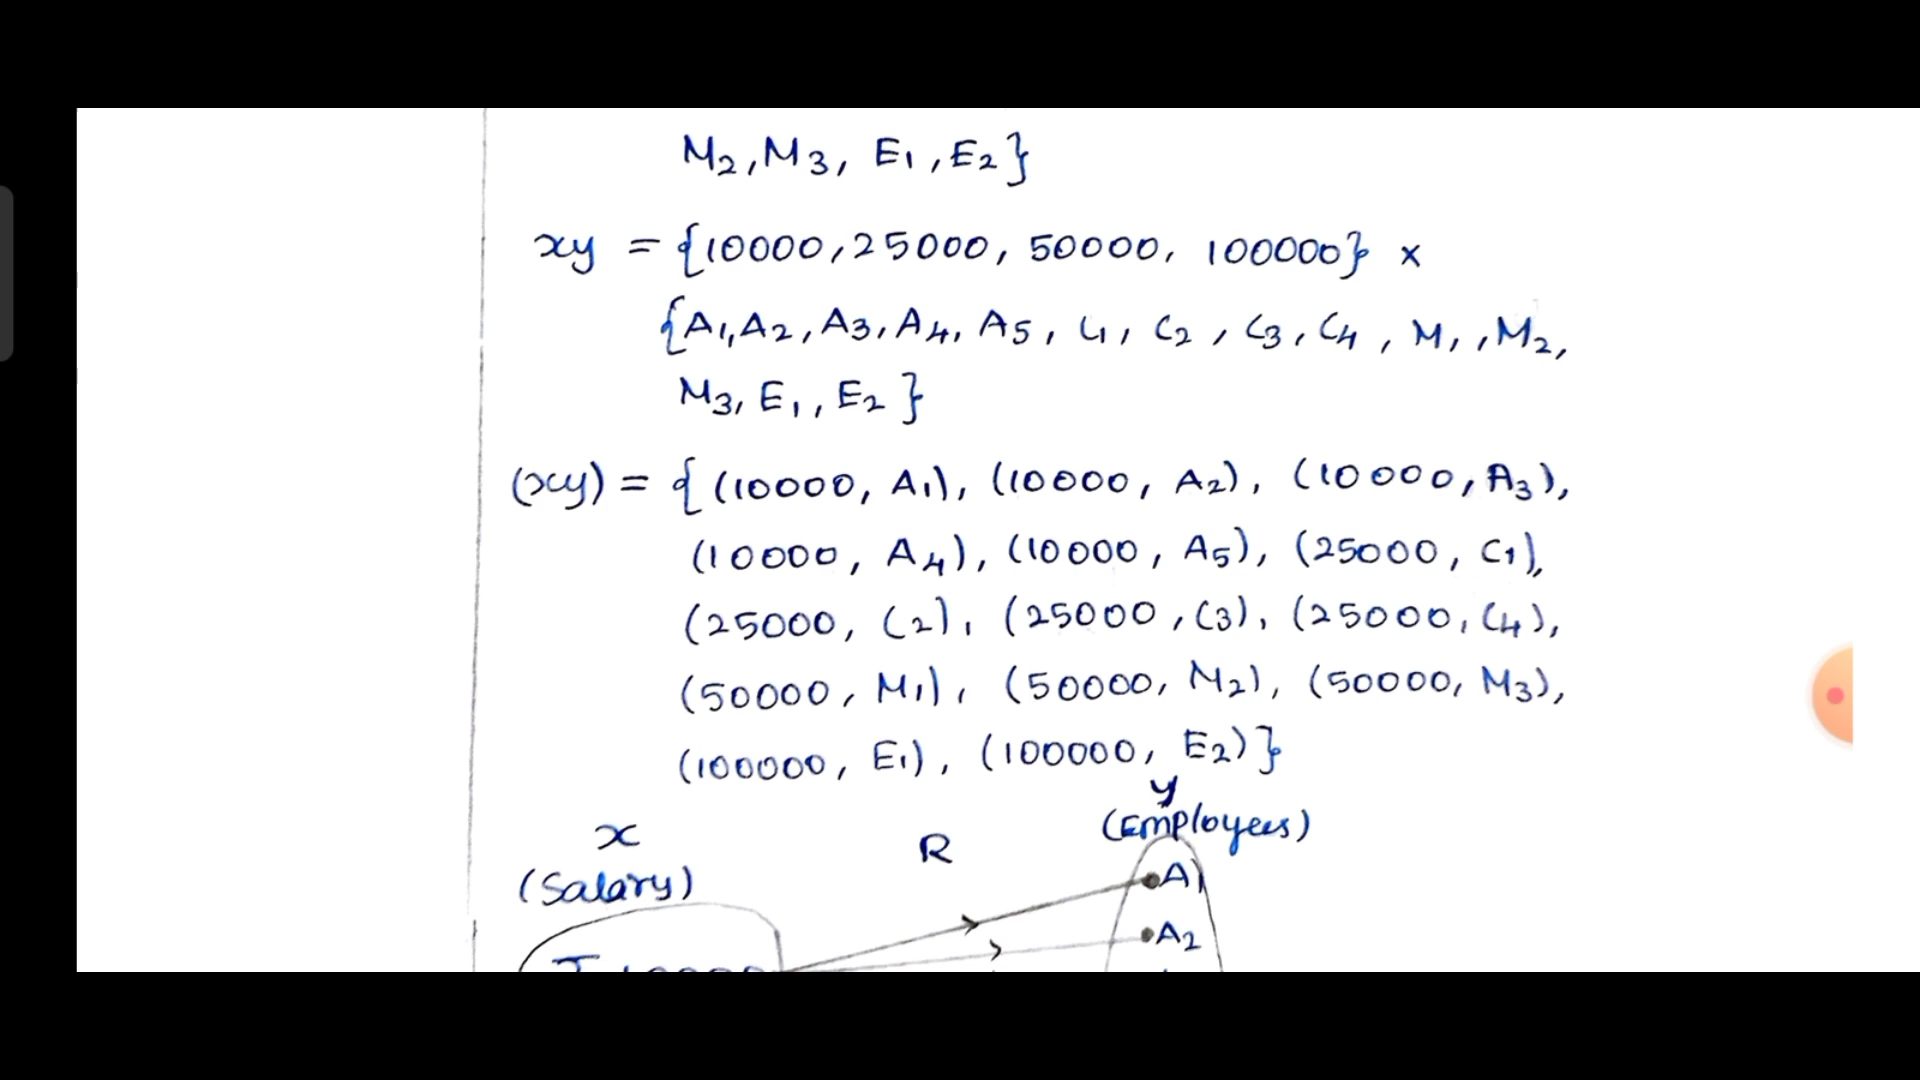 M2, M3, E1, E2}
xy = {10000, 25000, 50000, 100000} ×
{A1, A2, A3, A4, A5, C1, C2, C3, C4, M1, M2,
M3, E1, E2}
(xy) = {(10000, A1), (10000, A2), (10000, A3),
(10000, A4), (10000, A5), (25000, C1),
(25000, C2), (25000, C3), (25000, C4),
(50000, M1), (50000, M2), (50000, M3),
(100000, E1), (100000, E2)}
x
(Salary)
R
y
(Employees)
A1
A2